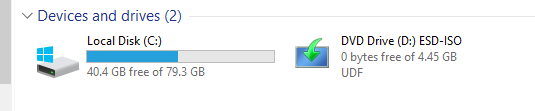 Devices and drives (2)
Local Disk (C:)
40.4 GB free of 79.3 GB
DVD Drive (D:) ESD-ISO
0 bytes free of 4.45 GB
UDF